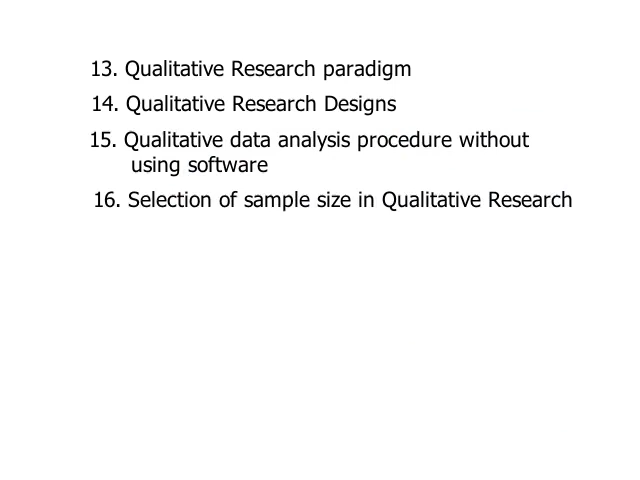 13. Qualitative Research paradigm
14. Qualitative Research Designs
15. Qualitative data analysis procedure without
using software
16. Selection of sample size in Qualitative Research